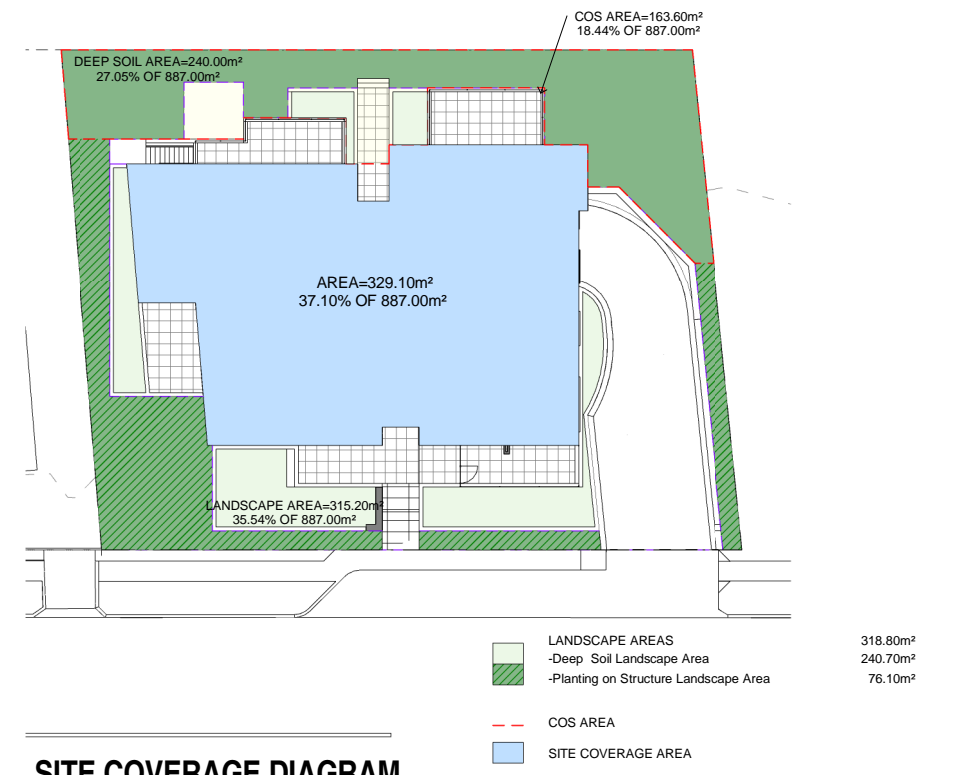 COS AREA=163.60m²
18.44% OF 887.00m²
DEEP SOIL AREA=240.00m²
27.05% OF 887.00m²
AREA=329.10m²
37.10% OF 887.00m²
LANDSCAPE AREA=315.20m²
35.54% OF 887.00m²
LANDSCAPE AREAS 318.80m²
-Deep Soil Landscape Area 240.70m²
-Planting on Structure Landscape Area 76.10m²
COS AREA
SITE COVERAGE AREA
SITE COVERAGE DIAGRAM